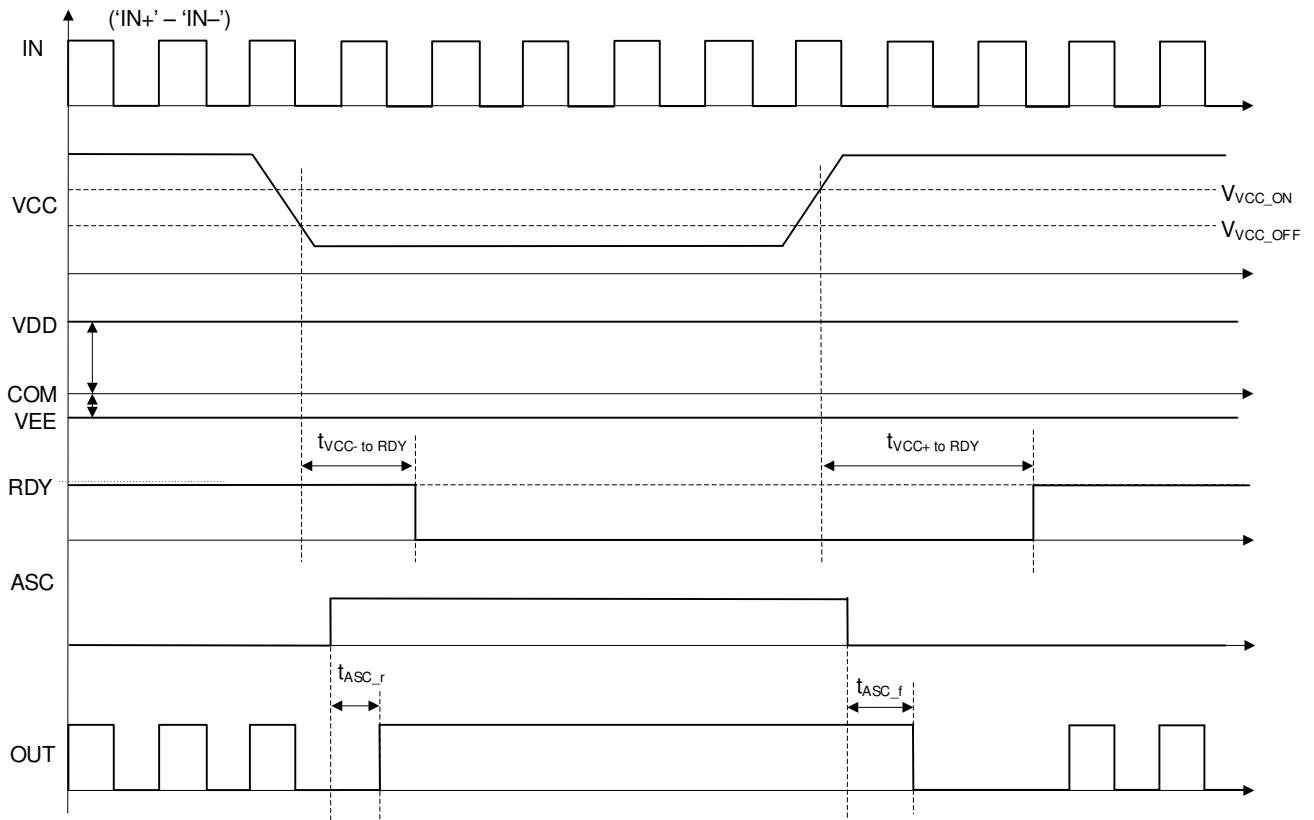 (‘IN+’ – ‘IN–’)
IN
VCC
VVCC_ON
VVCC_OFF
VDD
COM
VEE
tVCC- to RDY
tVCC+ to RDY
RDY
ASC
tASC_r
tASC_f
OUT